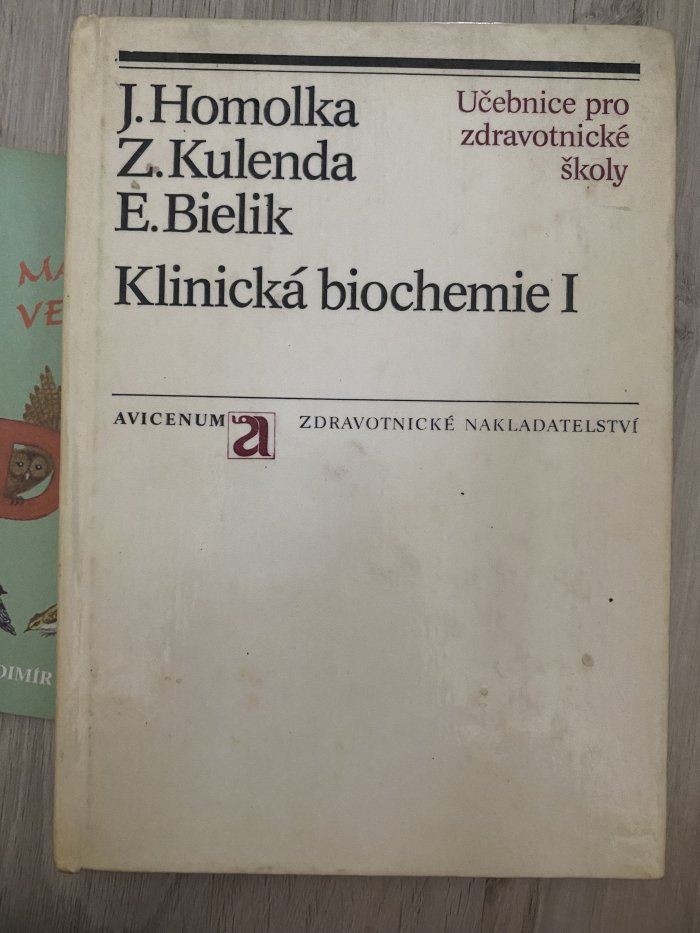 J. Homolka
Z. Kulenda
E. Bielik
Učebnice pro
zdravotnické
školy
Klinická biochemie I
AVICENUM a ZDRAVOTNICKÉ NAKLADATELSTVÍ